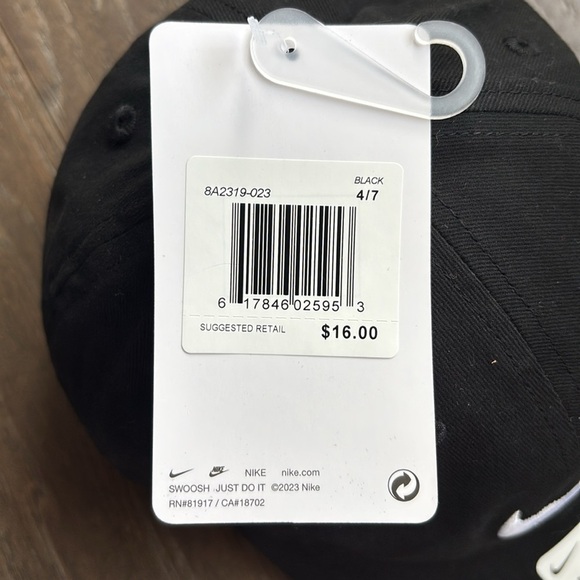 BLACK
8A2319-023 4/7
6 17846 02595 3
SUGGESTED RETAIL $16.00
NIKE nike.com
SWOOSH JUST DO IT ©2023 Nike
RN#81917 / CA#18702